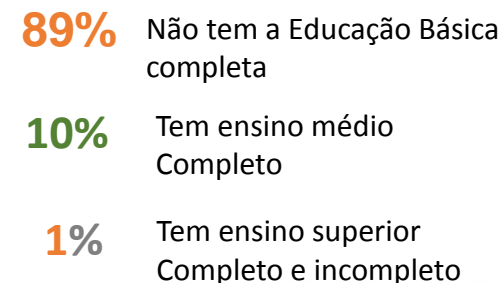 89% Não tem a Educação Básica
completa
10% Tem ensino médio
Completo
1% Tem ensino superior
Completo e incompleto